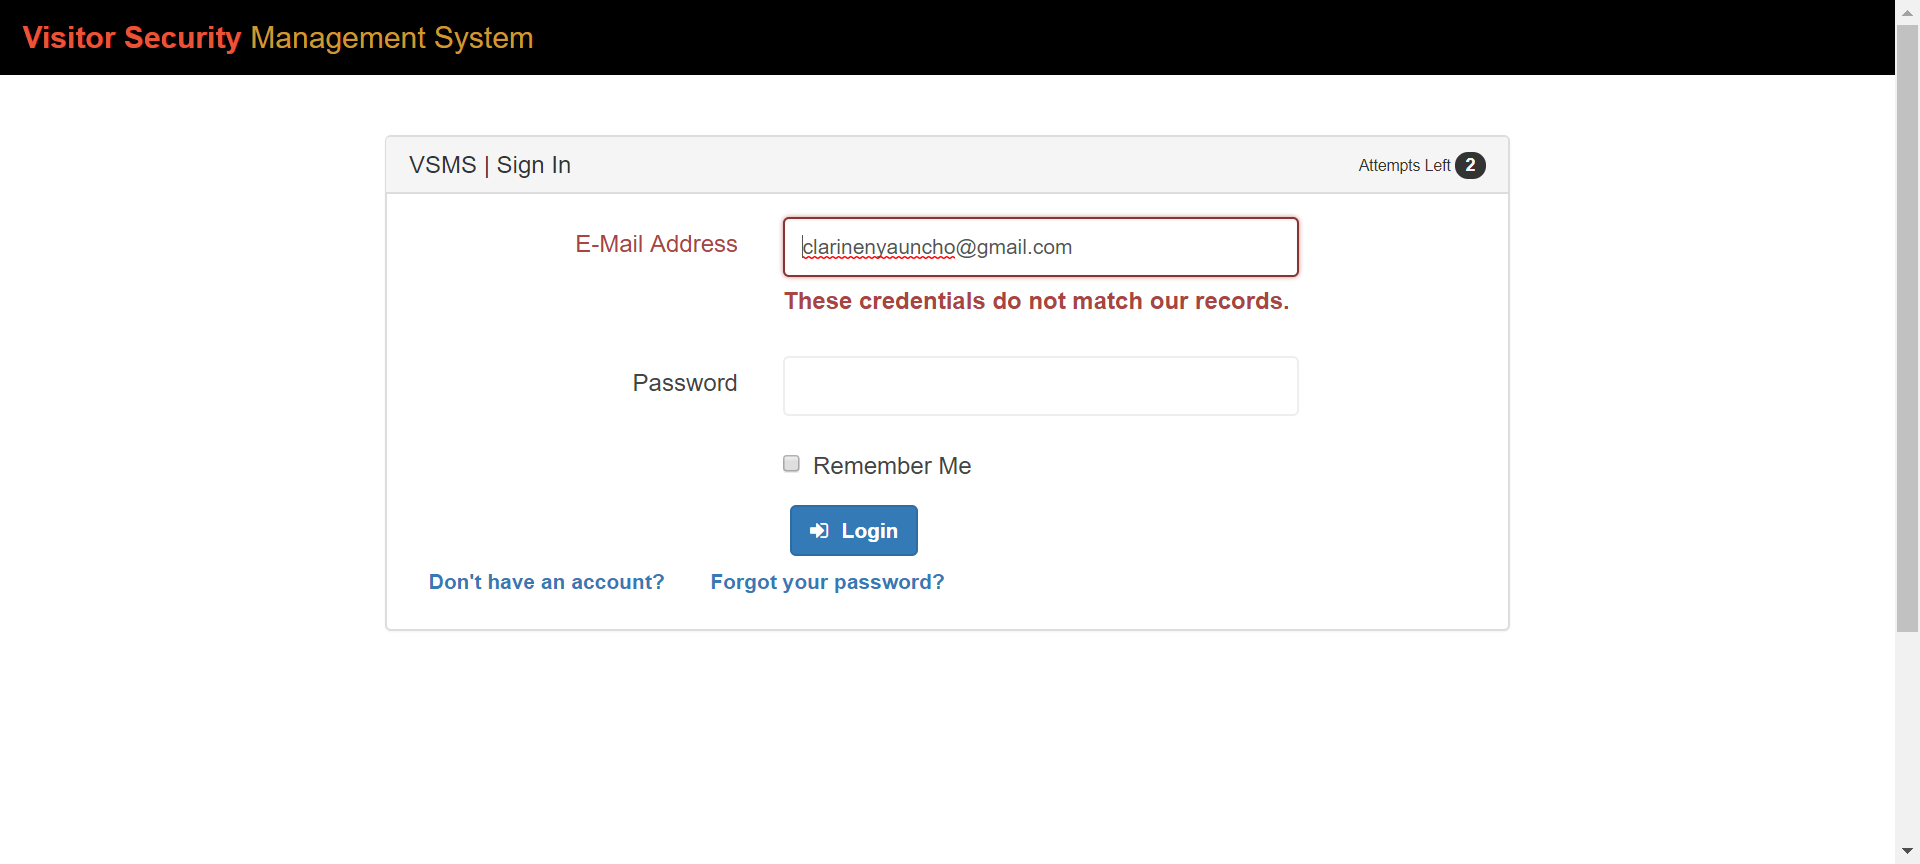 Visitor Security Management System
VSMS | Sign In
Attempts Left 2
E-Mail Address
clarinenyauncho@gmail.com
These credentials do not match our records.
Password
Remember Me
Login
Don't have an account? Forgot your password?